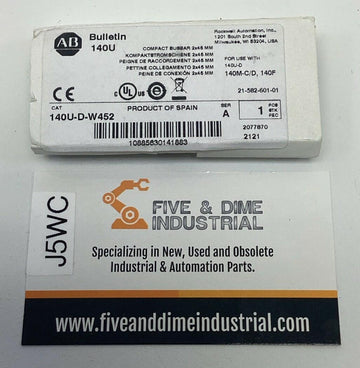 AB
Bulletin
140U
Rockwell Automation, Inc.
1201 South 2nd Street
Milwaukee, WI 53204, USA
COMPACT BUSBAR 2x45 MM
KOMPAKTSTROMSCHIENE 2x45 MM
PEIGNE DE RACCORDEMENT 2x45 MM
PETTINE COLLEGAMENTO 2x45 MM
PEINE DE CONEXIÓN 2x45 MM
FOR USE WITH
140U-D
140M-C/D, 140F
CE
UL
US
21-582-601-01
CAT
PRODUCT OF SPAIN
SER
140U-D-W452
A
1
2077870
2121
10885630141883
J5WC
FIVE & DIME
INDUSTRIAL
Specializing in New, Used and Obsolete
Industrial & Automation Parts.
www.fiveanddimeindustrial.com